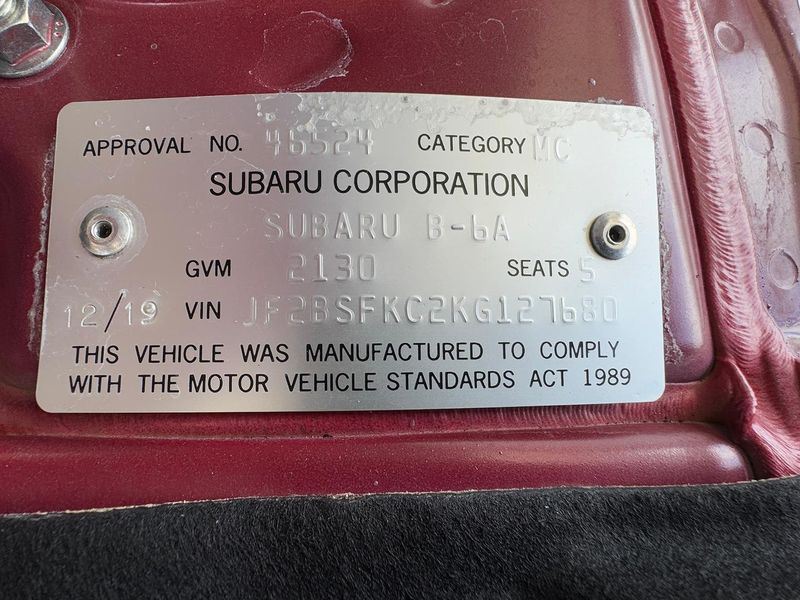 APPROVAL NO. 46524 CATEGORY MC
SUBARU CORPORATION
SUBARU B-6A
GVM 2130 SEATS 5
12/19 VIN JF2BSFKC2KG127680
THIS VEHICLE WAS MANUFACTURED TO COMPLY
WITH THE MOTOR VEHICLE STANDARDS ACT 1989